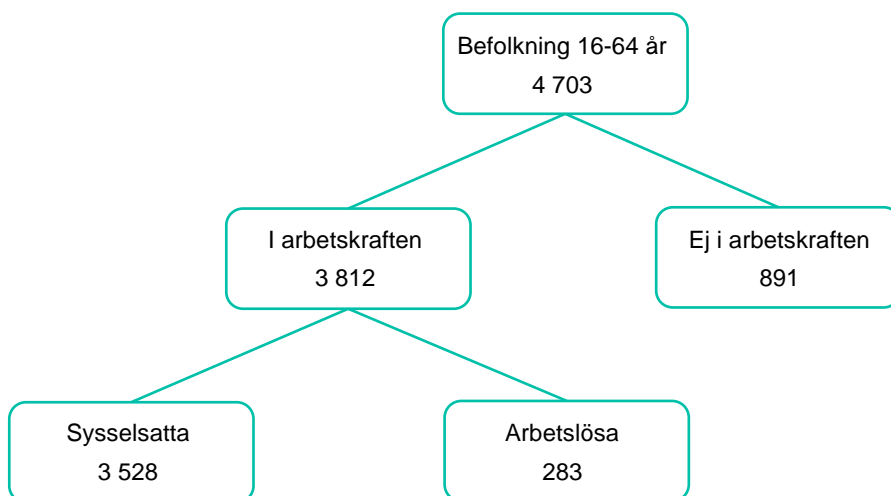 Befolkning 16-64 år
4 703
I arbetskraften
3 812
Ej i arbetskraften
891
Sysselsatta
3 528
Arbetslösa
283